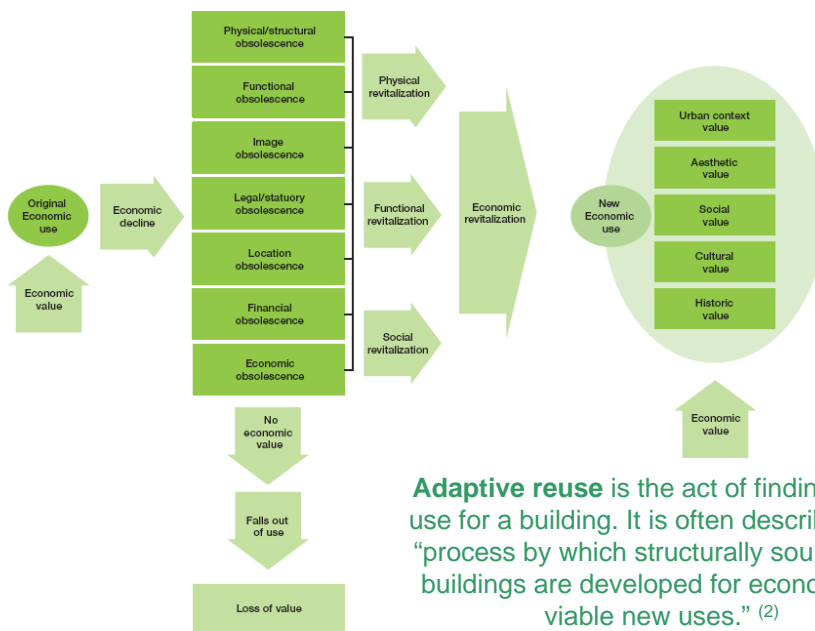 Original
Economic
use
Economic
value
Economic
decline
Physical/structural
obsolescence
Functional
obsolescence
Image
obsolescence
Legal/statuory
obsolescence
Location
obsolescence
Financial
obsolescence
Economic
obsolescence
No
economic
value
Falls out
of use
Loss of value
Physical
revitalization
Functional
revitalization
Social
revitalization
Economic
revitalization
New
Economic
use
Urban context
value
Aesthetic
value
Social
value
Cultural
value
Historic
value
Economic
value
Adaptive reuse is the act of
use for a building. It is often
“process by which structurally
buildings are developed for
viable new uses.” (2)